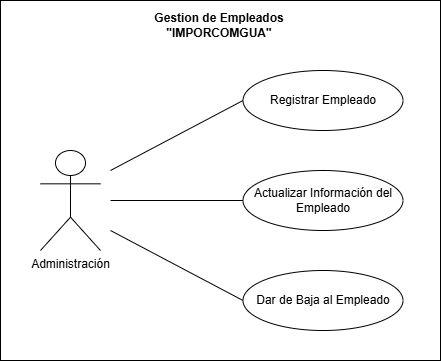 Gestion de Empleados
"IMPORCOMGUA"
Registrar Empleado
Actualizar Información del
Empleado
Administración
Dar de Baja al Empleado